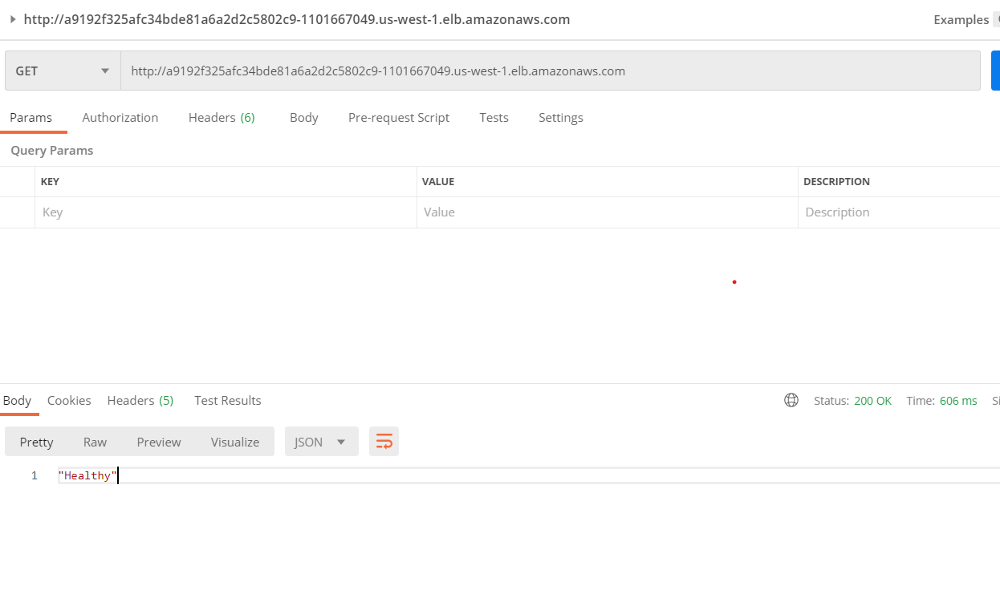 http://a9192f325afc34bde81a6a2d2c5802c9-1101667049.us-west-1.elb.amazonaws.com Examples
GET http://a9192f325afc34bde81a6a2d2c5802c9-1101667049.us-west-1.elb.amazonaws.com
Params Authorization Headers (6) Body Pre-request Script Tests Settings
Query Params
KEY VALUE DESCRIPTION
Key Value Description
Body Cookies Headers (5) Test Results Status: 200 OK Time: 606 ms
Pretty Raw Preview Visualize JSON
1 "Healthy"